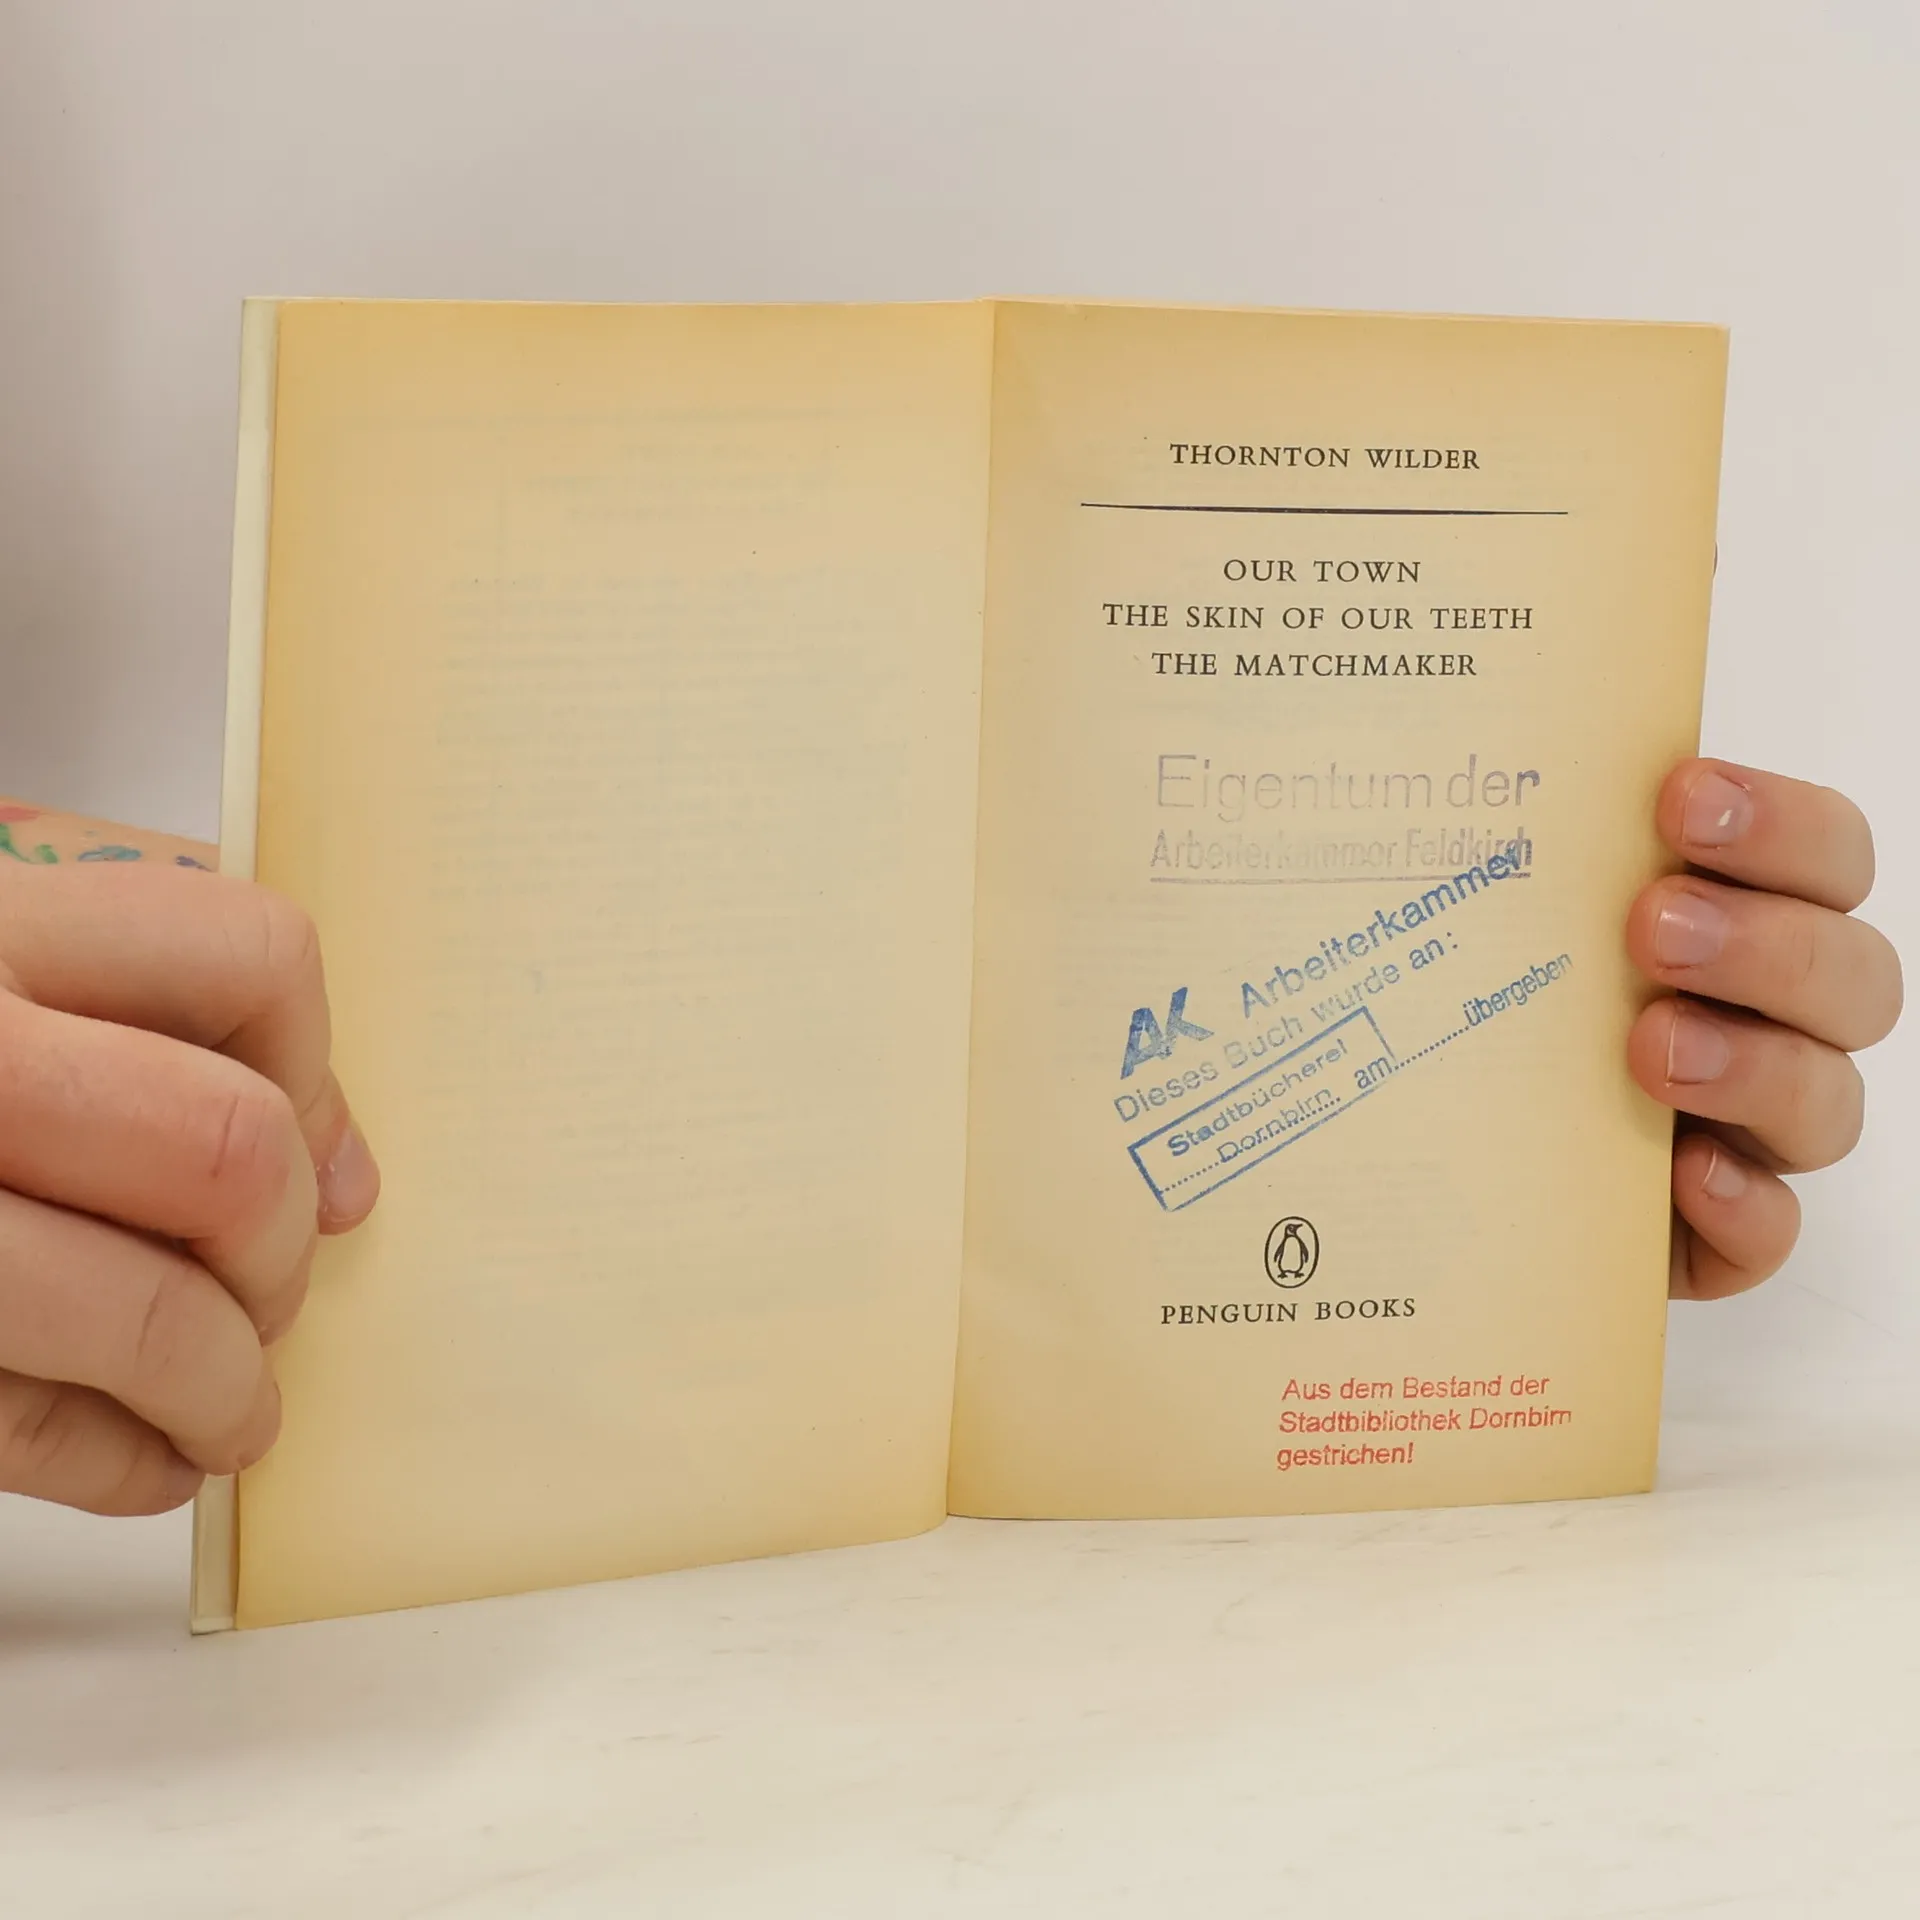 THORNTON WILDER
OUR TOWN
THE SKIN OF OUR TEETH
THE MATCHMAKER
Eigentum der
Arbeiterkammer Feldkirch
AK Arbeiterkammer
Dieses Buch wurde an:
Stadtbücherei
Dornbirn am.........übergeben
PENGUIN BOOKS
Aus dem Bestand der
Stadtbibliothek Dornbirn
gestrichen!